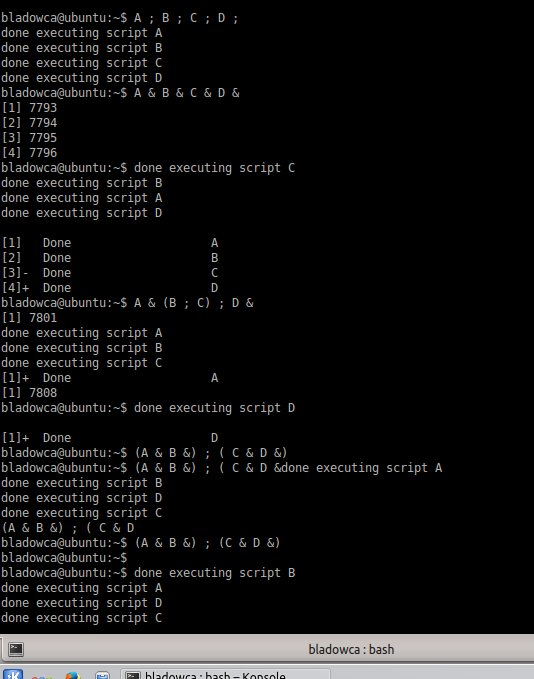 bladowca@ubuntu:~$ A ; B ; C ; D ;
done executing script A
done executing script B
done executing script C
done executing script D
bladowca@ubuntu:~$ A & B & C & D &
[1] 7793
[2] 7794
[3] 7795
[4] 7796
bladowca@ubuntu:~$ done executing script C
done executing script B
done executing script A
done executing script D
[1]   Done                    A
[2]   Done                    B
[3]-  Done                    C
[4]+  Done                    D
bladowca@ubuntu:~$ A & (B ; C) ; D &
[1] 7801
done executing script A
done executing script B
done executing script C
[1]+  Done                    A
[1] 7808
bladowca@ubuntu:~$ done executing script D
[1]+  Done                    D
bladowca@ubuntu:~$ (A & B &) ; ( C & D &)
bladowca@ubuntu:~$ (A & B &) ; ( C & D &done executing script A
done executing script B
done executing script D
done executing script C
(A & B &) ; ( C & D
bladowca@ubuntu:~$ (A & B &) ; (C & D &)
bladowca@ubuntu:~$
bladowca@ubuntu:~$ done executing script B
done executing script A
done executing script D
done executing script C
bladowca : bash
bladowca : bash – Konsole